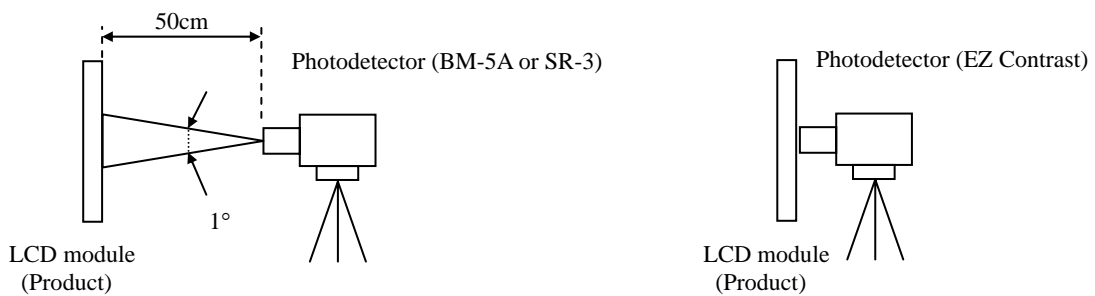 50cm
Photodetector (BM-5A or SR-3)
1°
LCD module
(Product)
Photodetector (EZ Contrast)
LCD module
(Product)